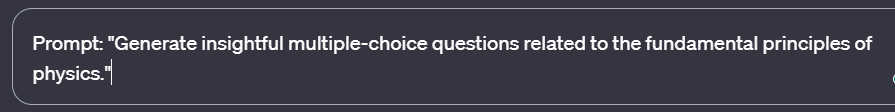 Prompt: "Generate insightful multiple-choice questions related to the fundamental principles of
physics."